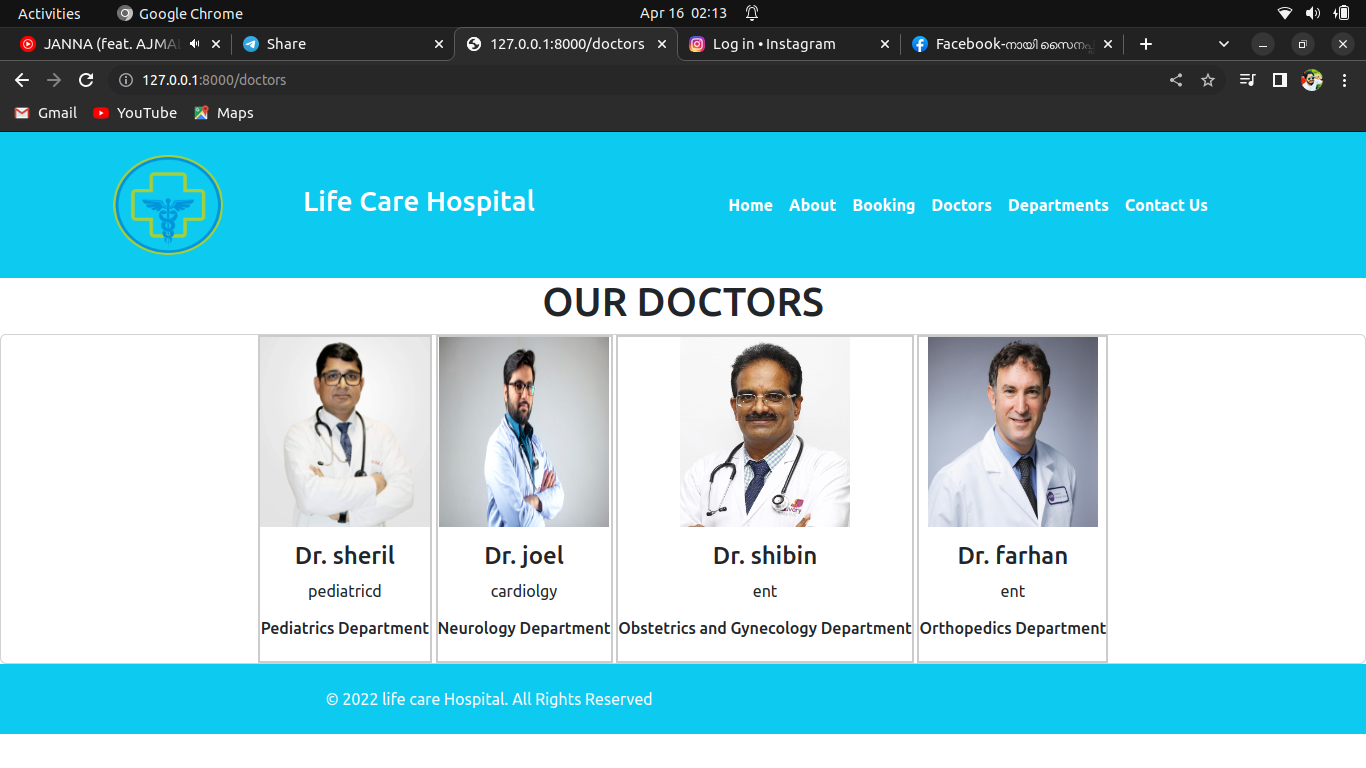 Activities Google Chrome Apr 16 02:13
JANNA (feat. AJMA Share 127.0.0.1:8000/doctors Log in • Instagram Facebook-നായി സൈനപ്പ്
127.0.0.1:8000/doctors
Gmail YouTube Maps
Life Care Hospital Home About Booking Doctors Departments Contact Us
OUR DOCTORS
Dr. sheril Dr. joel Dr. shibin Dr. farhan
pediatricd cardiolgy ent ent
Pediatrics Department Neurology Department Obstetrics and Gynecology Department Orthopedics Department
© 2022 life care Hospital. All Rights Reserved